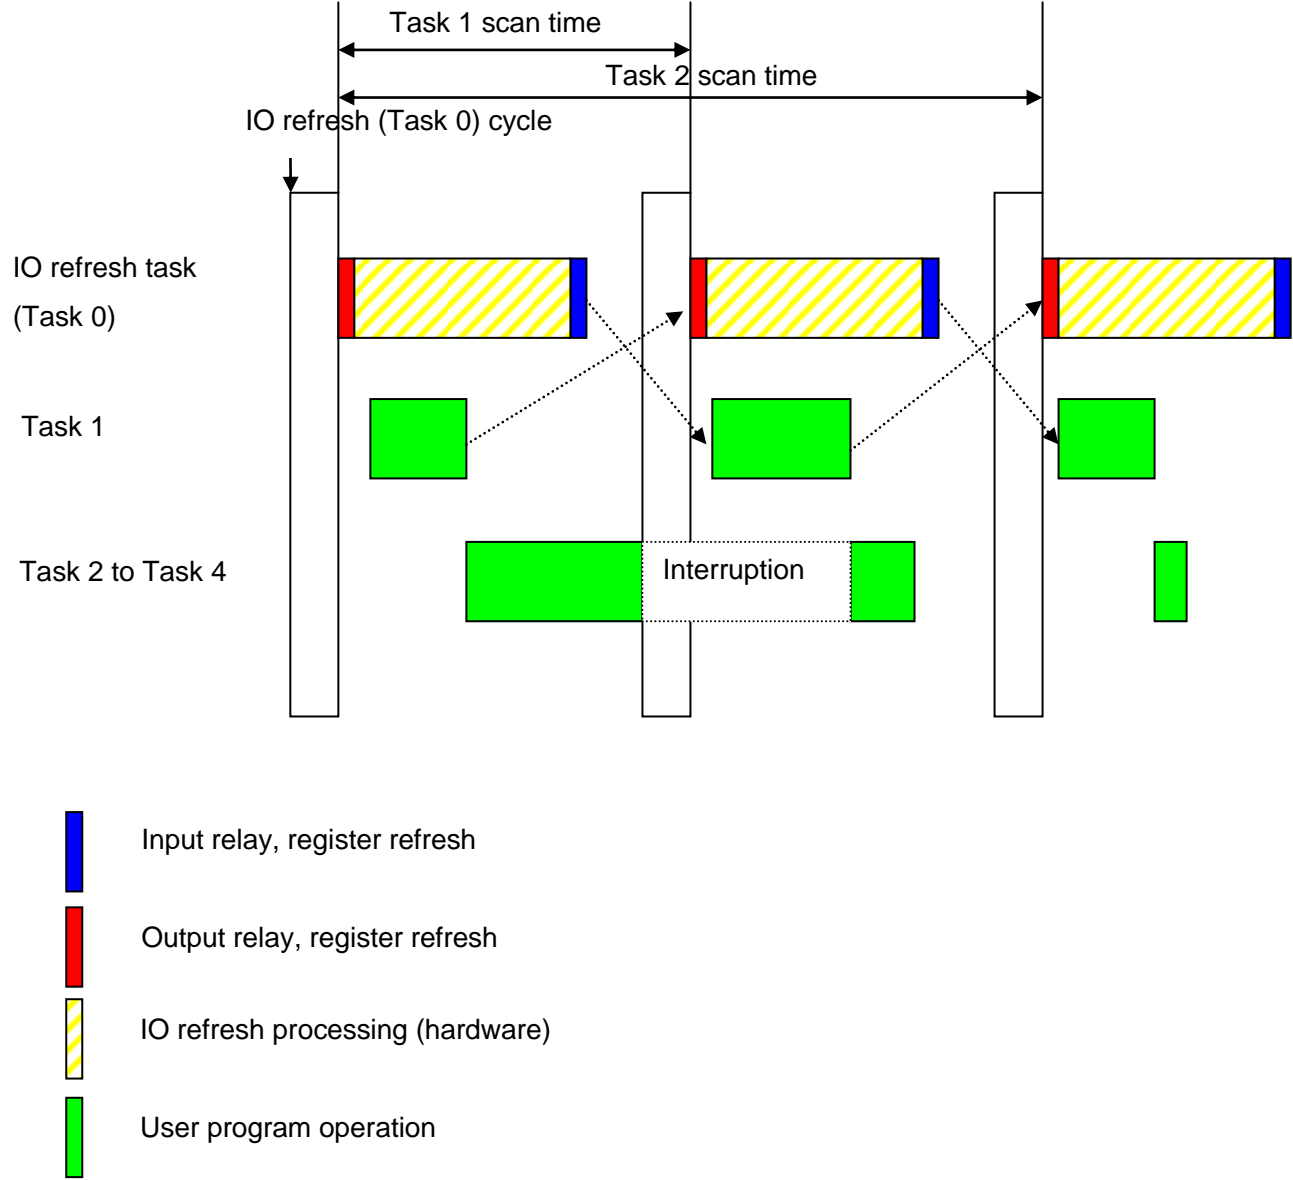 Task 1 scan time
Task 2 scan time
IO refresh (Task 0) cycle
IO refresh task
(Task 0)
Task 1
Task 2 to Task 4
Interruption
Input relay, register refresh
Output relay, register refresh
IO refresh processing (hardware)
User program operation